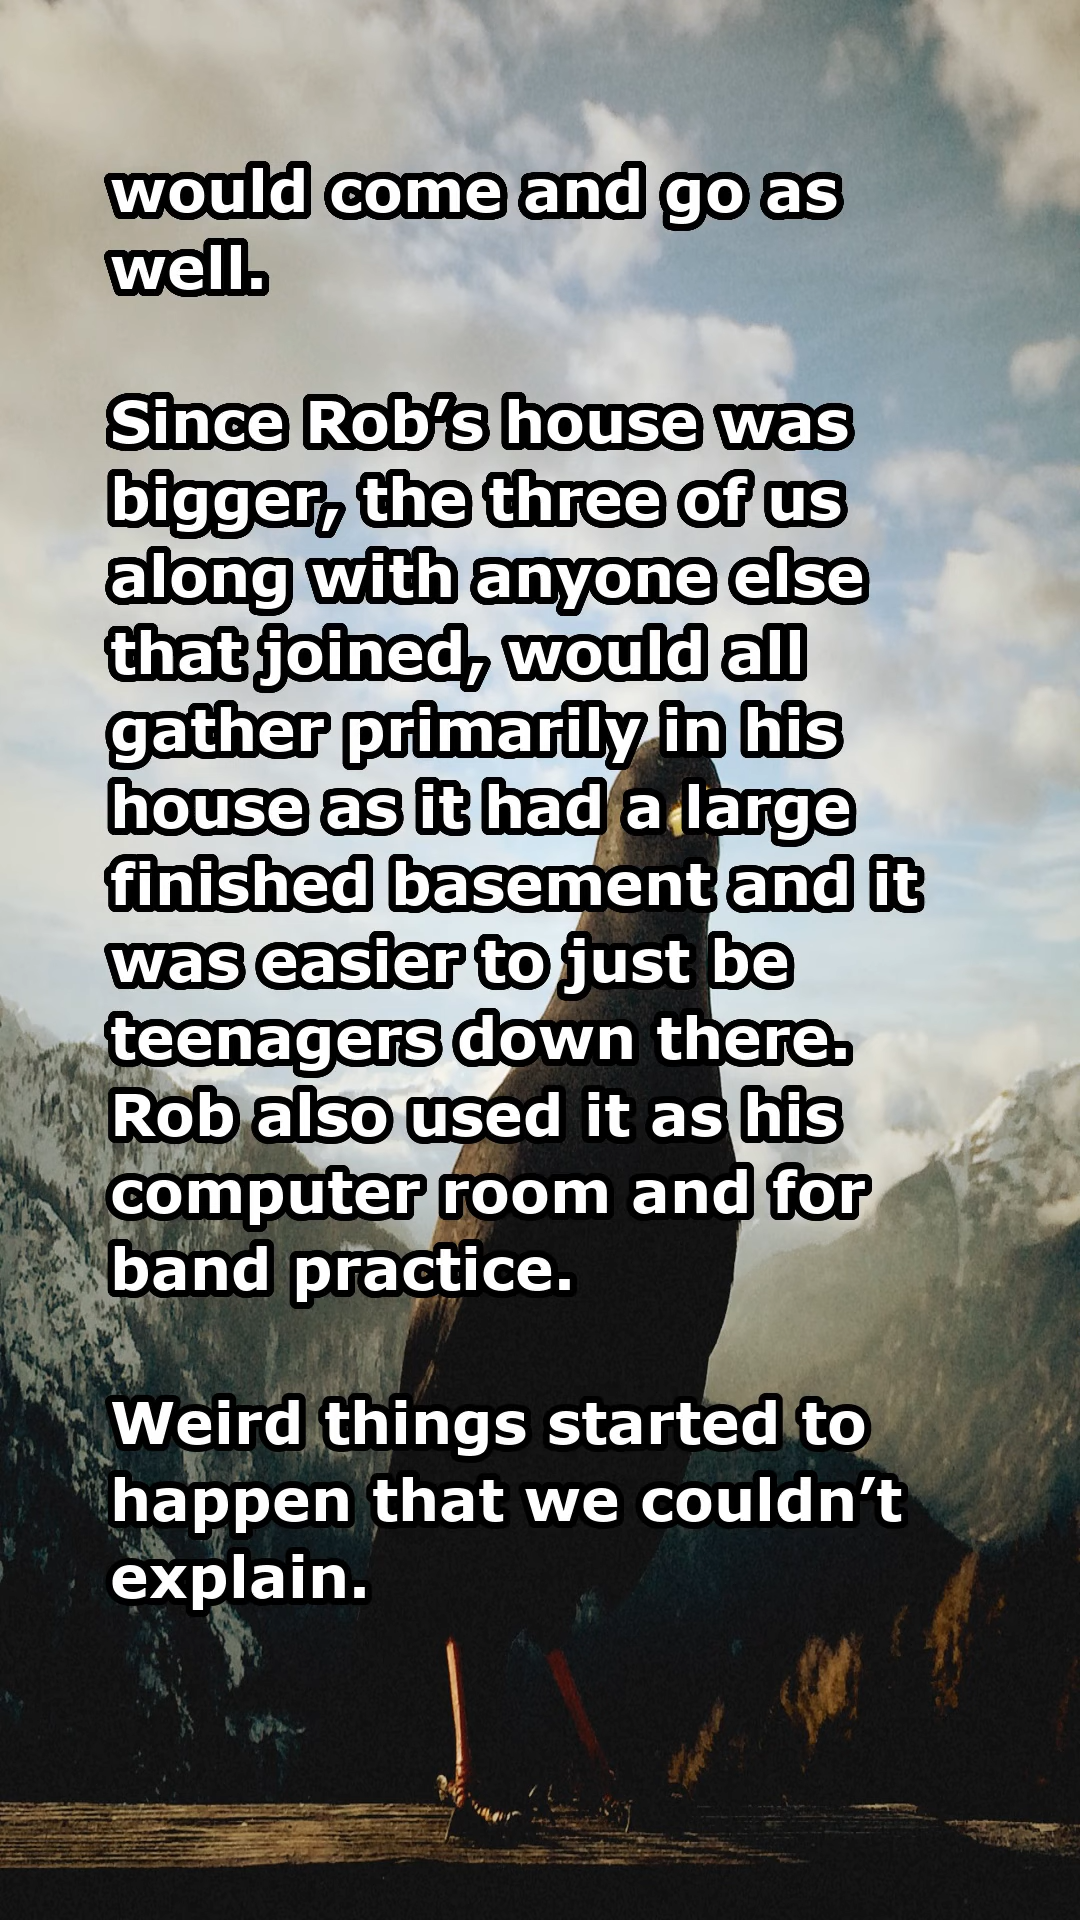 would come and go as
well.
Since Rob’s house was
bigger, the three of us
along with anyone else
that joined, would all
gather primarily in his
house as it had a large
finished basement and it
was easier to just be
teenagers down there.
Rob also used it as his
computer room and for
band practice.
Weird things started to
happen that we couldn’t
explain.